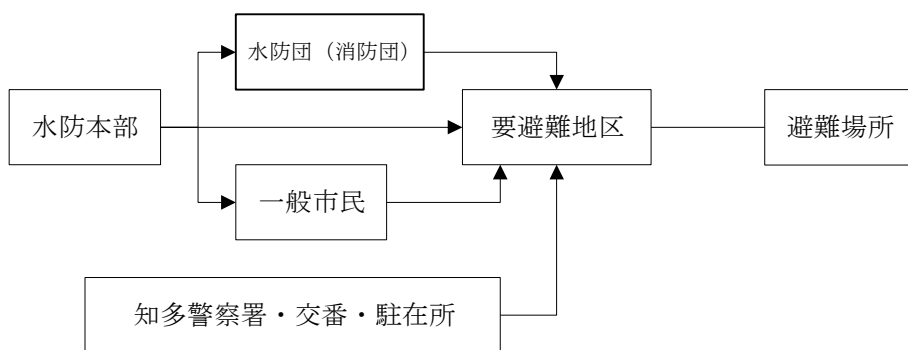 水防団（消防団）
水防本部
要避難地区
避難場所
一般市民
知多警察署・交番・駐在所